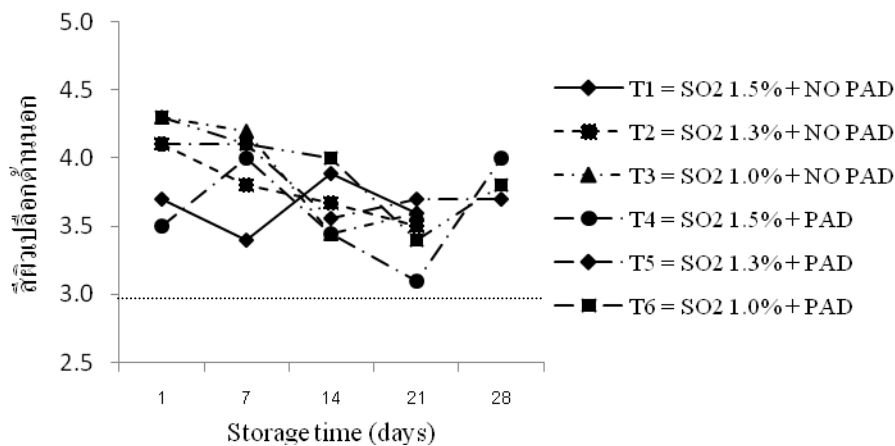 5.0
4.5
4.0
3.5
3.0
2.5
สีผิวเปลือกด้านนอก
1 7 14 21 28
Storage time (days)
T1 = SO2 1.5% + NO PAD
T2 = SO2 1.3% + NO PAD
T3 = SO2 1.0% + NO PAD
T4 = SO2 1.5% + PAD
T5 = SO2 1.3% + PAD
T6 = SO2 1.0% + PAD